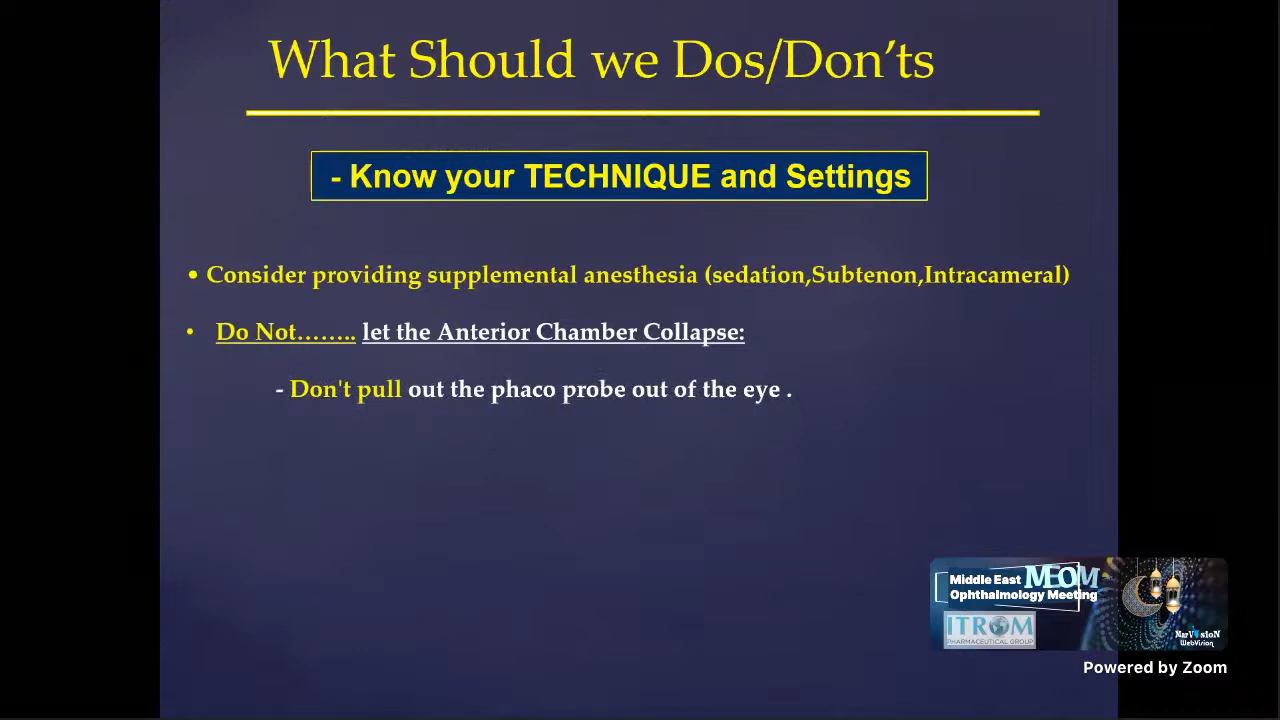 What Should we Dos/Don’ts
- Know your TECHNIQUE and Settings
• Consider providing supplemental anesthesia (sedation,Subtenon,Intracameral)
• Do Not…….. let the Anterior Chamber Collapse:
- Don't pull out the phaco probe out of the eye .
Middle East MEOM
Ophthalmology Meeting
ITROM
PHARMACEUTICAL GROUP
NarVisioN
WebVision
Powered by Zoom